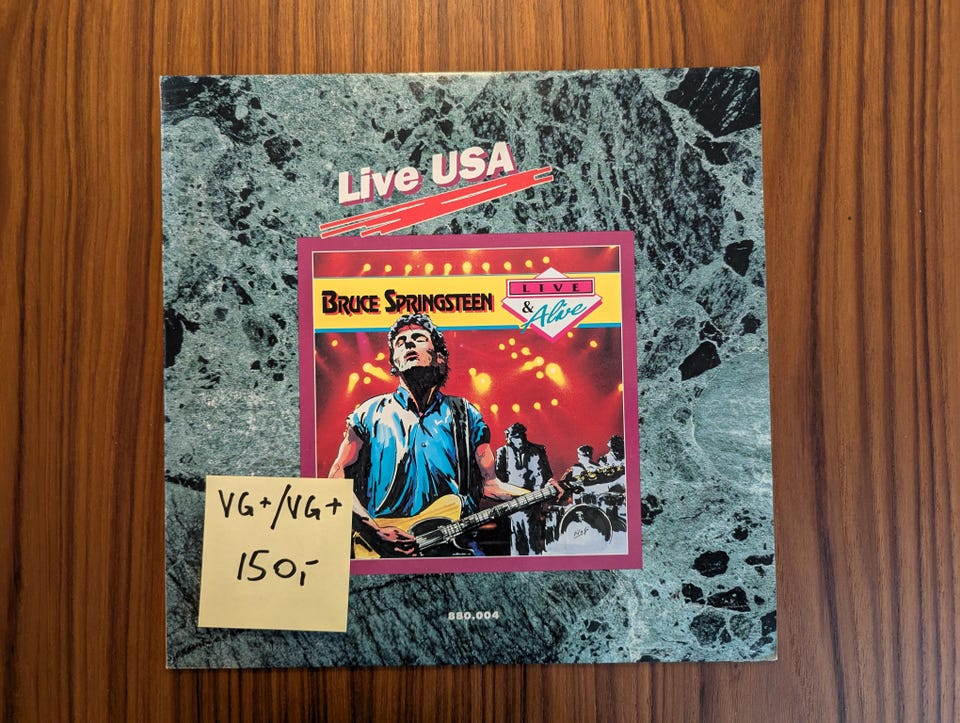 Live USA
BRUCE SPRINGSTEEN
LIVE
& Alive
VG+/VG+
150,-
880.004